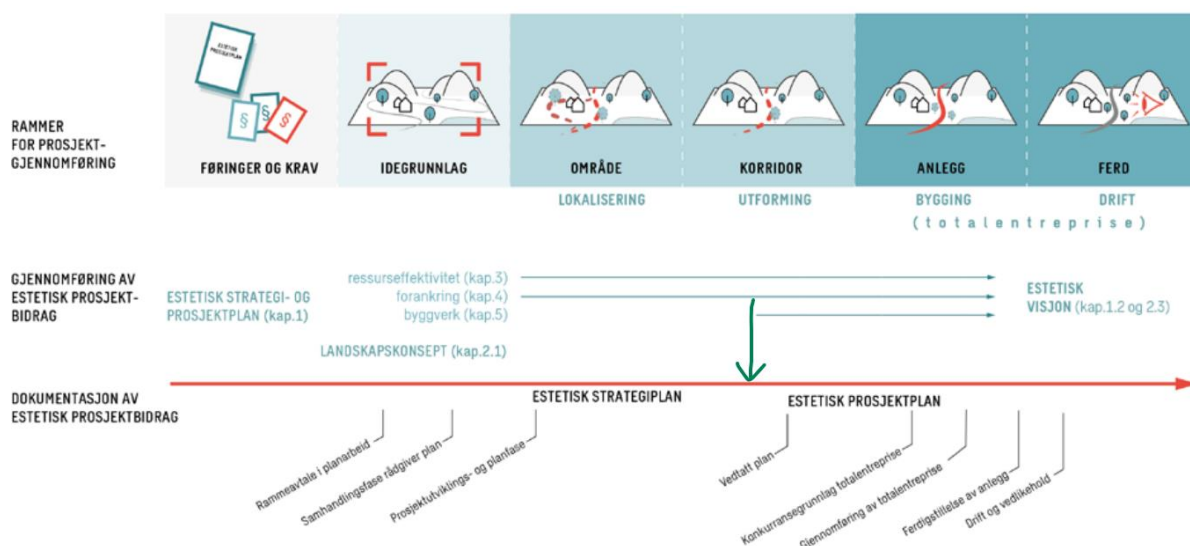 ESTETISK
PROSJEKTPLAN
§
§
§
RAMMER
FOR PROSJEKT-
GJENNOMFØRING
FØRINGER OG KRAV
IDEGRUNNLAG
OMRÅDE
KORRIDOR
ANLEGG
FERD
LOKALISERING
UTFORMING
BYGGING
DRIFT
(totalentreprise)
GJENNOMFØRING AV
ESTETISK PROSJEKT-
BIDRAG
ESTETISK STRATEGI- OG
PROSJEKTPLAN (kap.1)
ressurseffektivitet (kap.3)
forankring (kap.4)
byggverk (kap.5)
LANDSKAPSKONSEPT (kap.2.1)
ESTETISK
VISJON (kap.1.2 og 2.3)
DOKUMENTASJON AV
ESTETISK PROSJEKTBIDRAG
ESTETISK STRATEGIPLAN
ESTETISK PROSJEKTPLAN
Rammeavtale i planarbeid
Samhandlingsfase rådgiver plan
Prosjektutviklings- og planfase
Vedtatt plan
Konkurransegrunnlag totalentreprise
Gjennomføring av totalentreprise
Ferdigstillelse av anlegg
Drift og vedlikehold